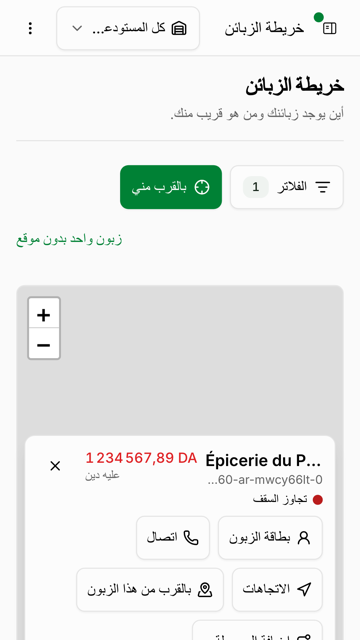 خريطة الزبائن
كل المستودع...
خريطة الزبائن
أين يوجد زبائنك ومن هو قريب منك.
الفلاتر 1
بالقرب مني
زبون واحد بدون موقع
+
−
Épicerie du P...
1 234 567,89 DA
عليه دين
...60-ar-mwcy66lt-0
تجاوز السقف
بطاقة الزبون
اتصال
الاتجاهات
بالقرب من هذا الزبون